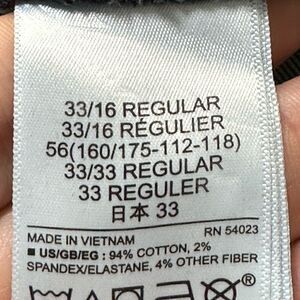 33/16 REGULAR
33/16 RÉGULIER
56(160/175-112-118)
33/33 REGULAR
33 REGULER
日本 33
MADE IN VIETNAM RN 54023
■ US/GB/EG : 94% COTTON, 2%
SPANDEX/ELASTANE, 4% OTHER FIBER